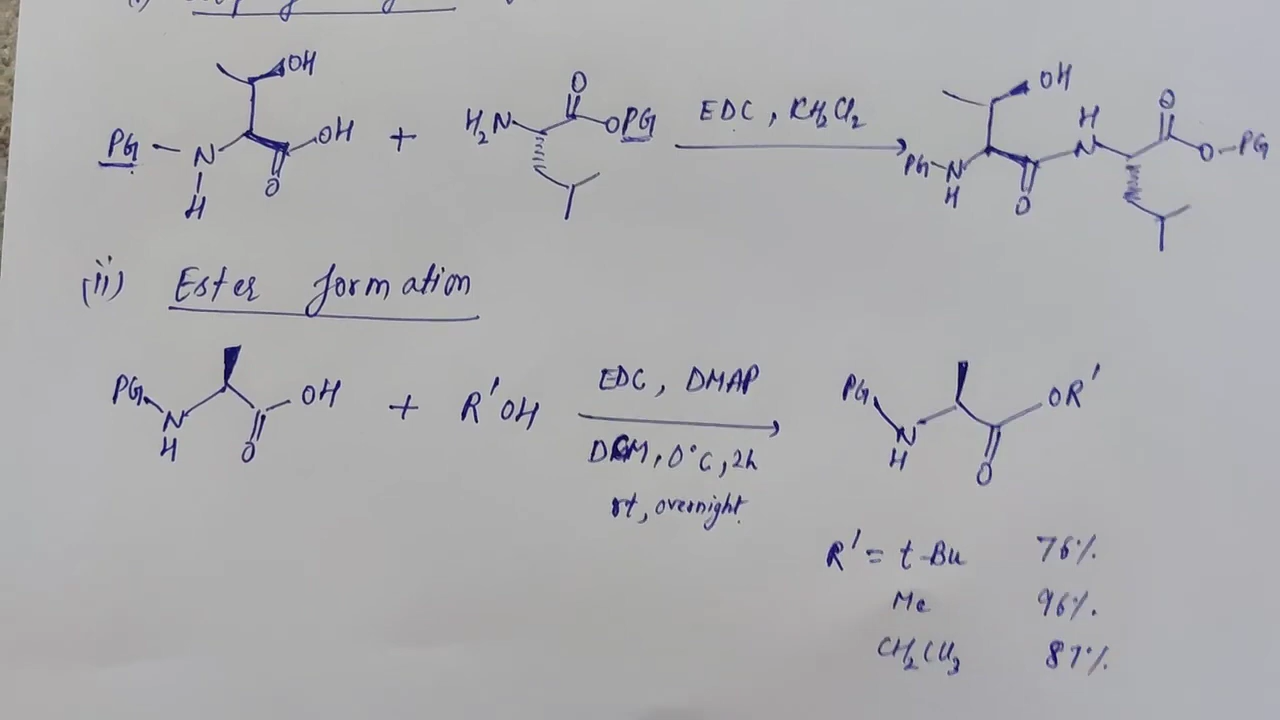 OH
PG - N OH + H2N O OPG EDC, CH2Cl2 OH H O
H O PG-N H O N O-PG
(ii) Ester formation
PG N H OH O + R'OH EDC, DMAP PG N H OR' O
DCM, 0°C, 2h
rt, overnight
R' = t-Bu 76%
Me 96%
87%